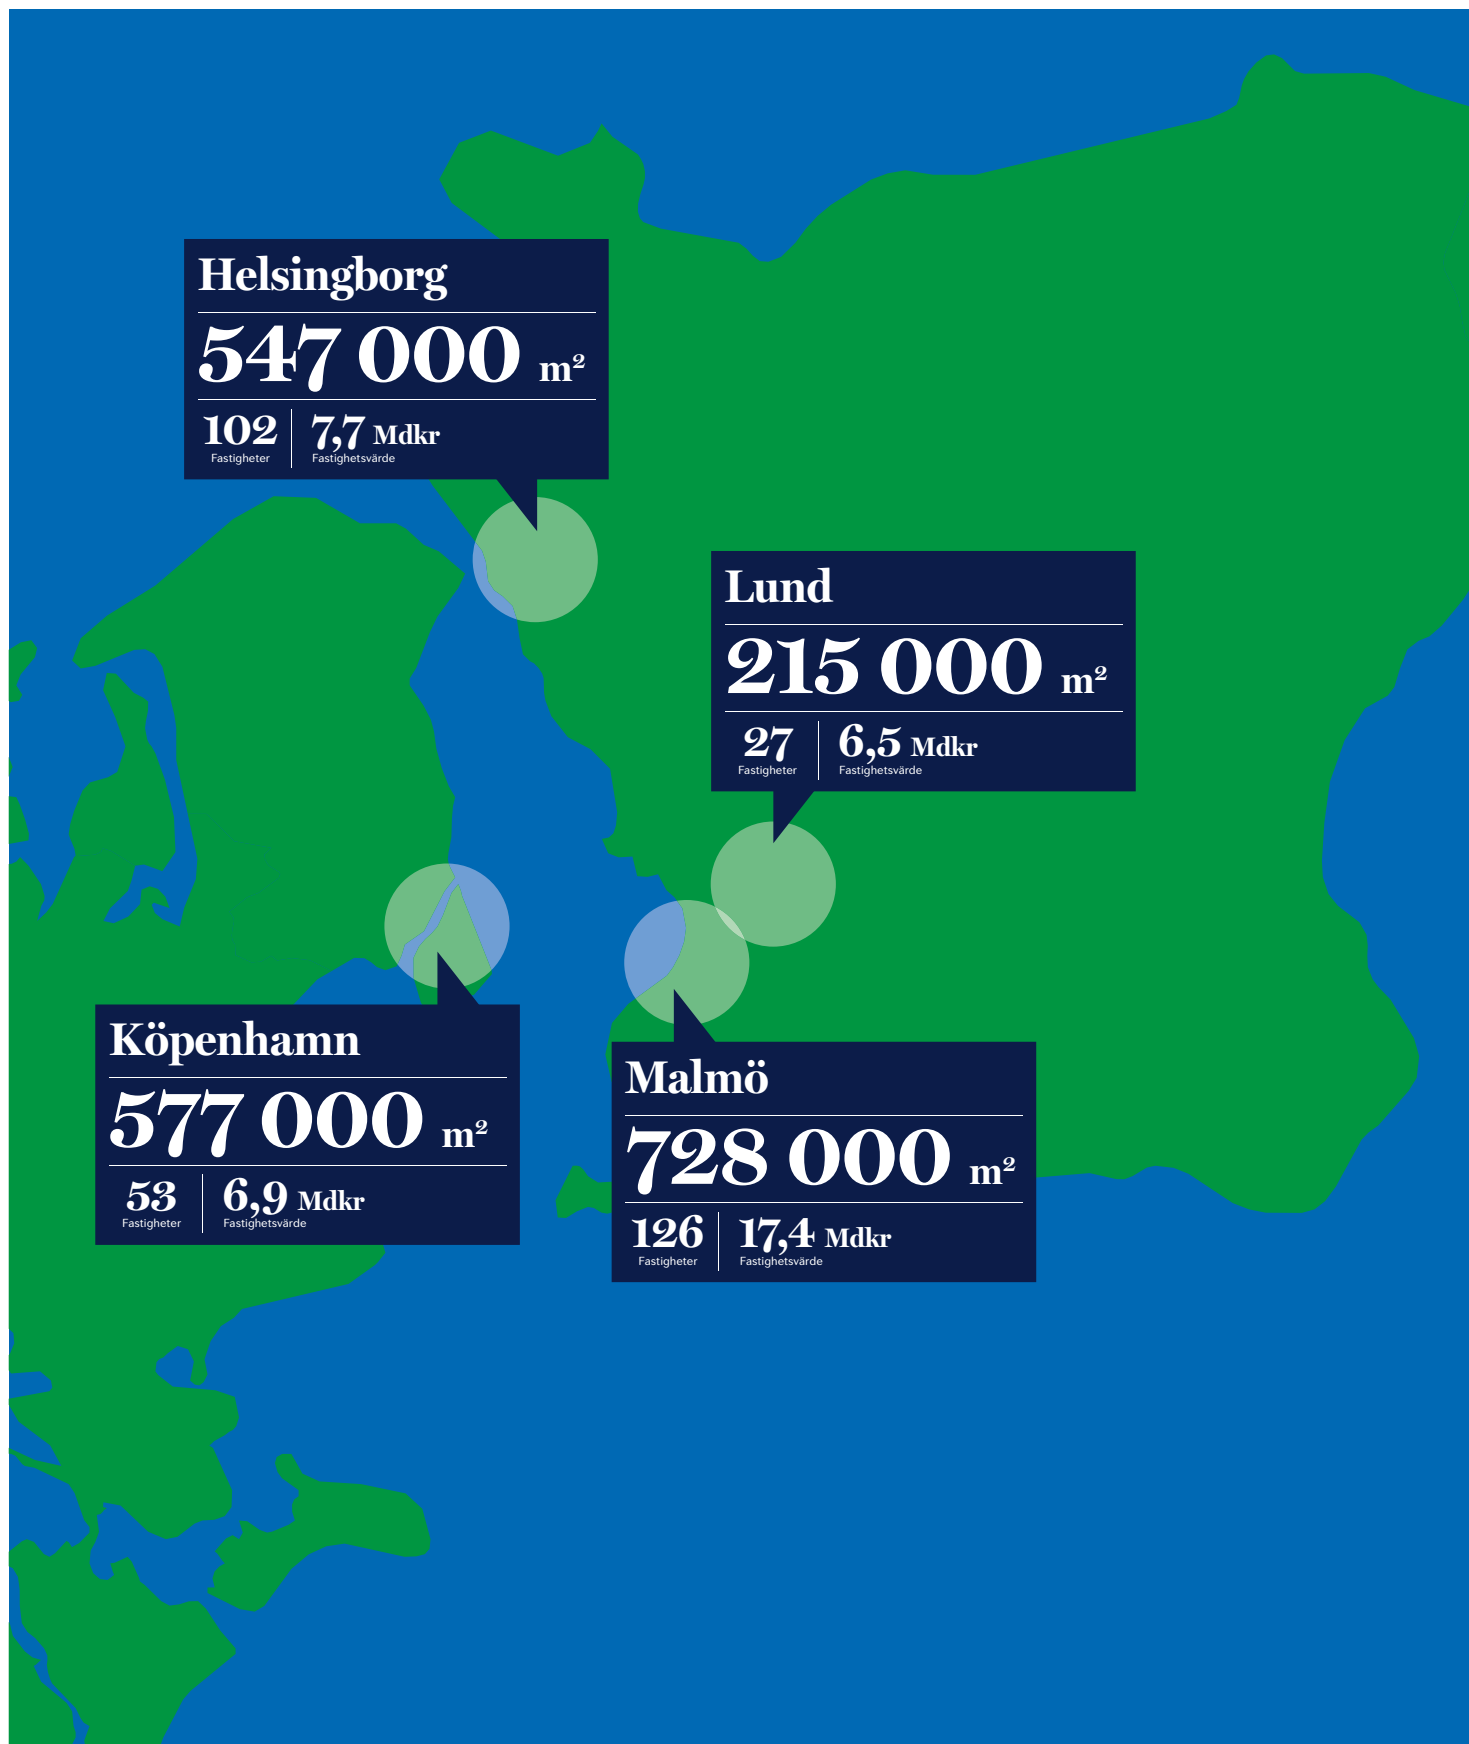 Helsingborg
547 000 m²
102 7,7 Mdkr
Fastigheter Fastighetsvärde
Lund
215 000 m²
27 6,5 Mdkr
Fastigheter Fastighetsvärde
Köpenhamn
577 000 m²
53 6,9 Mdkr
Fastigheter Fastighetsvärde
Malmö
728 000 m²
126 17,4 Mdkr
Fastigheter Fastighetsvärde